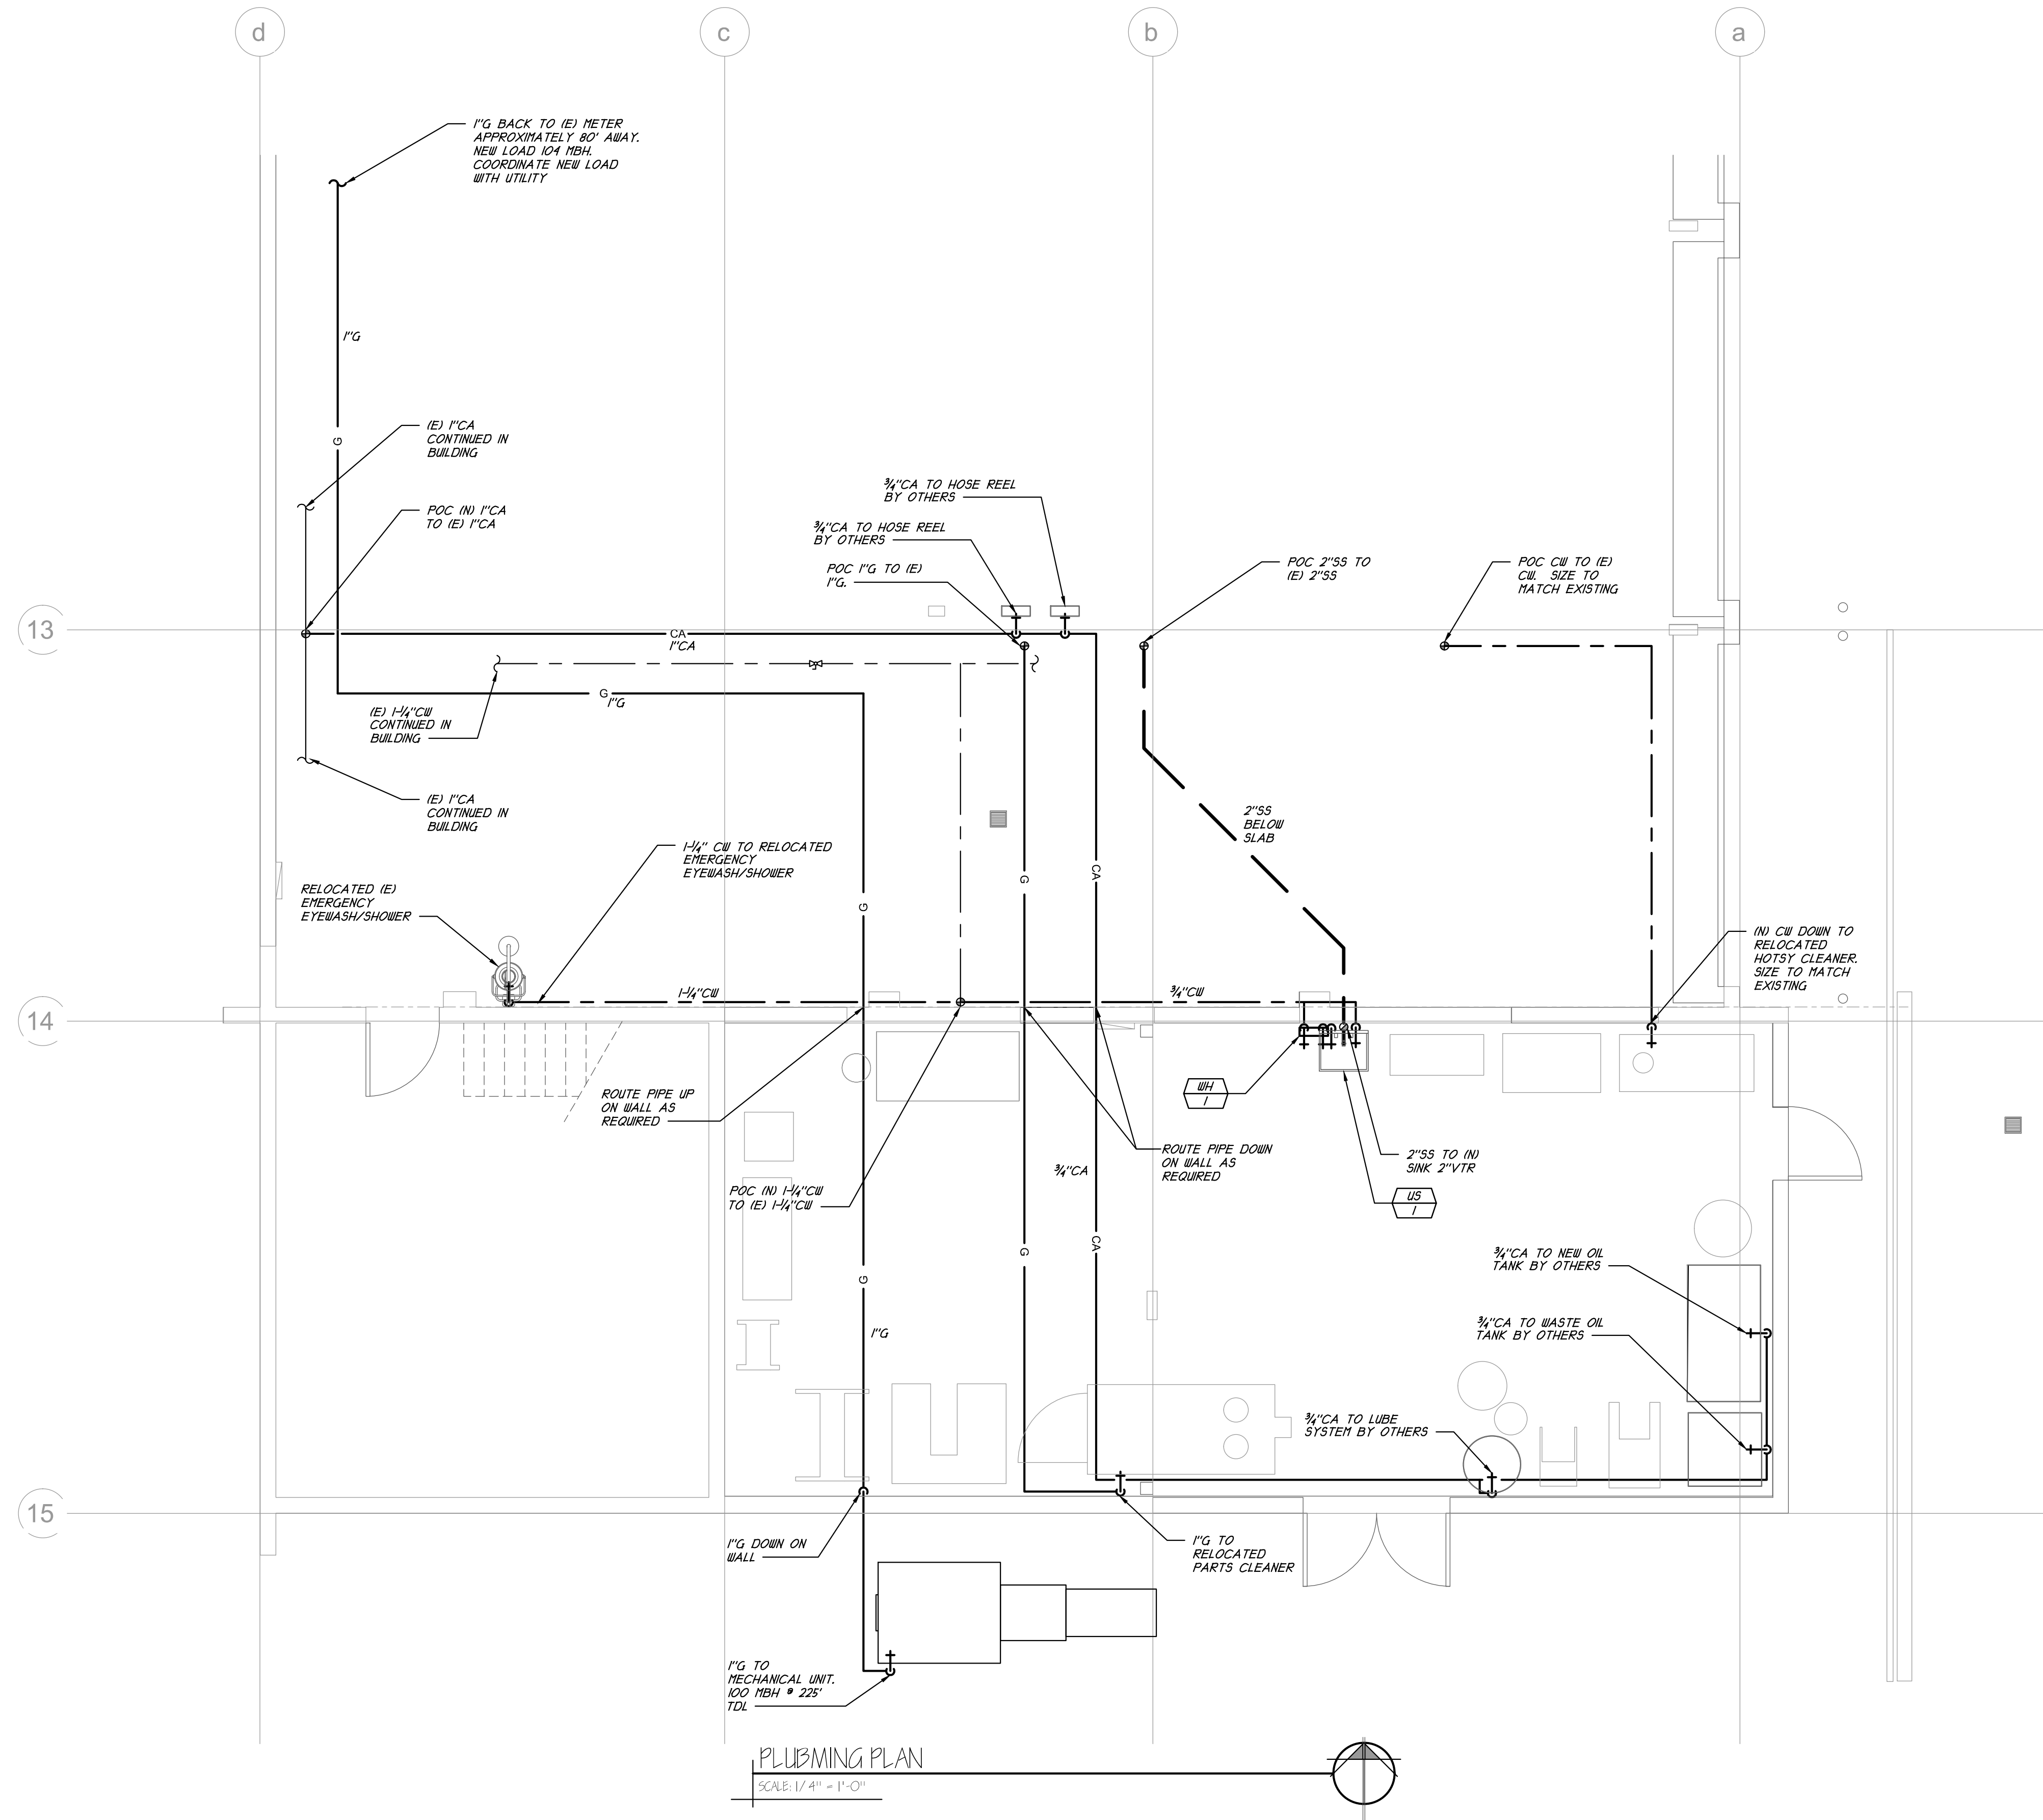 d
c
b
a
1"G BACK TO (E) METER
APPROXIMATELY 80' AWAY.
NEW LOAD 104 MBH.
COORDINATE NEW LOAD
WITH UTILITY
1"G
(E) 1"CA
CONTINUED IN
BUILDING
G
POC (N) 1"CA
TO (E) 1"CA
3/4"CA TO HOSE REEL
BY OTHERS
3/4"CA TO HOSE REEL
BY OTHERS
POC 1"G TO (E)
1"G.
POC 2"SS TO
(E) 2"SS
POC CW TO (E)
CW. SIZE TO
MATCH EXISTING
13
CA
1"CA
G
1"G
(E) 1-1/4"CW
CONTINUED IN
BUILDING
(E) 1"CA
CONTINUED IN
BUILDING
2"SS
BELOW
SLAB
1-1/4" CW TO RELOCATED
EMERGENCY
EYEWASH/SHOWER
RELOCATED (E)
EMERGENCY
EYEWASH/SHOWER
G
G
CA
(N) CW DOWN TO
RELOCATED
HOTSY CLEANER.
SIZE TO MATCH
EXISTING
1-1/4"CW
3/4"CW
14
ROUTE PIPE UP
ON WALL AS
REQUIRED
WH
1
ROUTE PIPE DOWN
ON WALL AS
REQUIRED
2"SS TO (N)
SINK 2"VTR
3/4"CA
POC (N) 1-1/4"CW
TO (E) 1-1/4"CW
US
1
G
G
CA
3/4"CA TO NEW OIL
TANK BY OTHERS
1"G
3/4"CA TO WASTE OIL
TANK BY OTHERS
3/4"CA TO LUBE
SYSTEM BY OTHERS
15
1"G DOWN ON
WALL
1"G TO
RELOCATED
PARTS CLEANER
1"G TO
MECHANICAL UNIT.
100 MBH @ 225'
TDL
PLUBMING PLAN
SCALE: 1/4" = 1'-0"